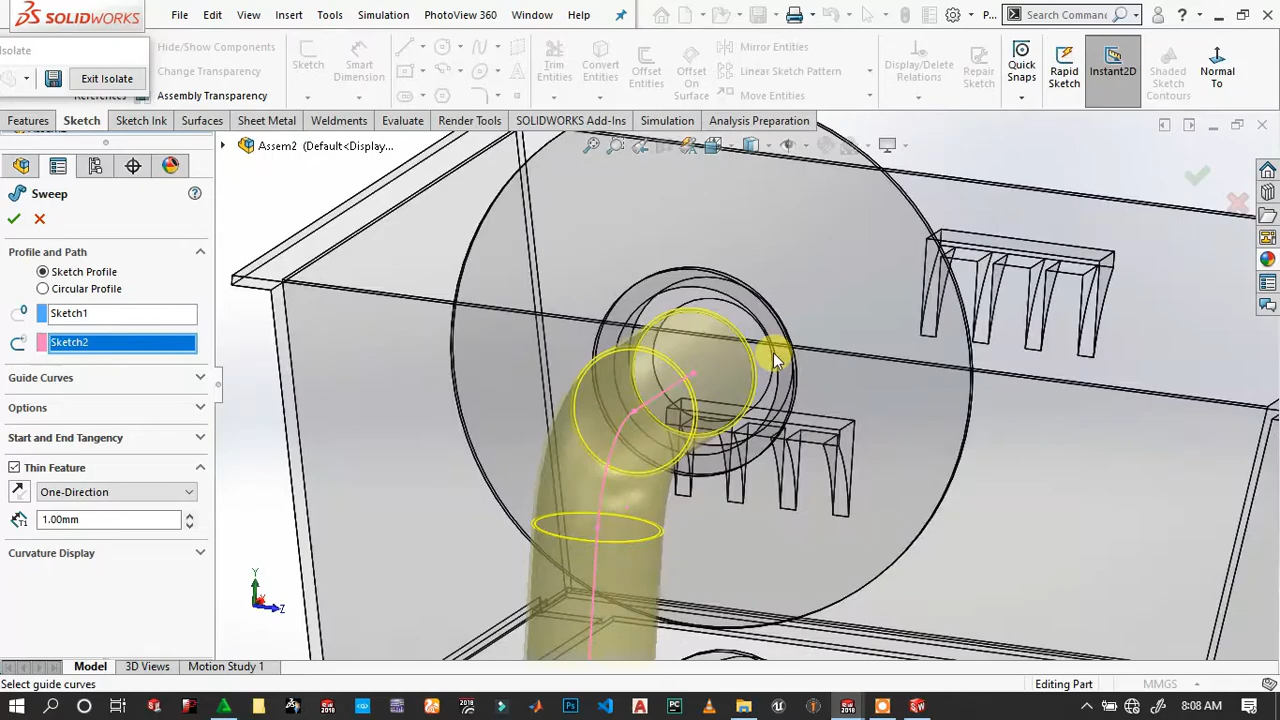 SOLIDWORKS
File Edit View Insert Tools Simulation PhotoView 360 Window Help
P...
Search Comman
?
Isolate
Exit Isolate
Hide/Show Components
Change Transparency
References
Assembly Transparency
Sketch
Smart Dimension
Trim Entities
Convert Entities
Offset Entities
Offset On Surface
Mirror Entities
Linear Sketch Pattern
Move Entities
Display/Delete Relations
Repair Sketch
Quick Snaps
Rapid Sketch
Instant2D
Shaded Sketch Contours
Normal To
Features Sketch Sketch Ink Surfaces Sheet Metal Weldments Evaluate Render Tools SOLIDWORKS Add-Ins Simulation Analysis Preparation
Assem2 (Default<Display...
Sweep
Profile and Path
Sketch Profile
Circular Profile
Sketch1
Sketch2
Guide Curves
Options
Start and End Tangency
Thin Feature
One-Direction
1.00mm
Curvature Display
Y
Z
Model 3D Views Motion Study 1
Select guide curves
Editing Part
MMGS
8:08 AM